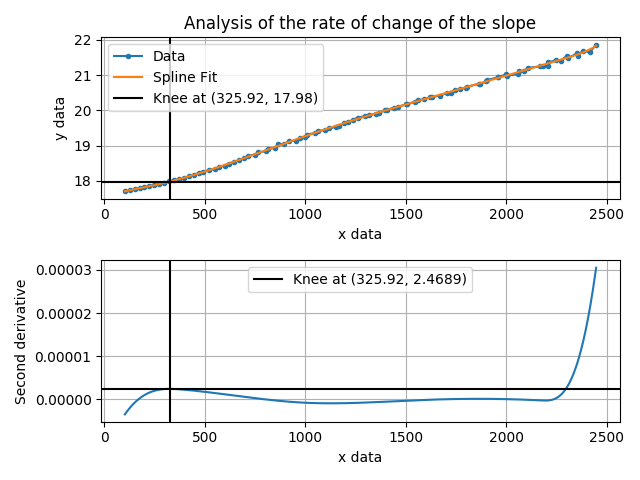 Analysis of the rate of change of the slope
22
21
20
19
18
y data
Data
Spline Fit
Knee at (325.92, 17.98)
0 500 1000 1500 2000 2500
x data
0.00003
0.00002
0.00001
0.00000
Second derivative
Knee at (325.92, 2.4689)
0 500 1000 1500 2000 2500
x data